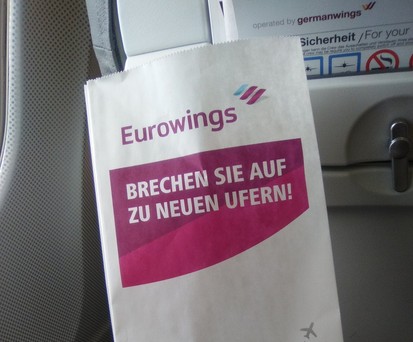 operated by germanwings
Sicherheit / For your
Eurowings
BRECHEN SIE AUF
ZU NEUEN UFERN!